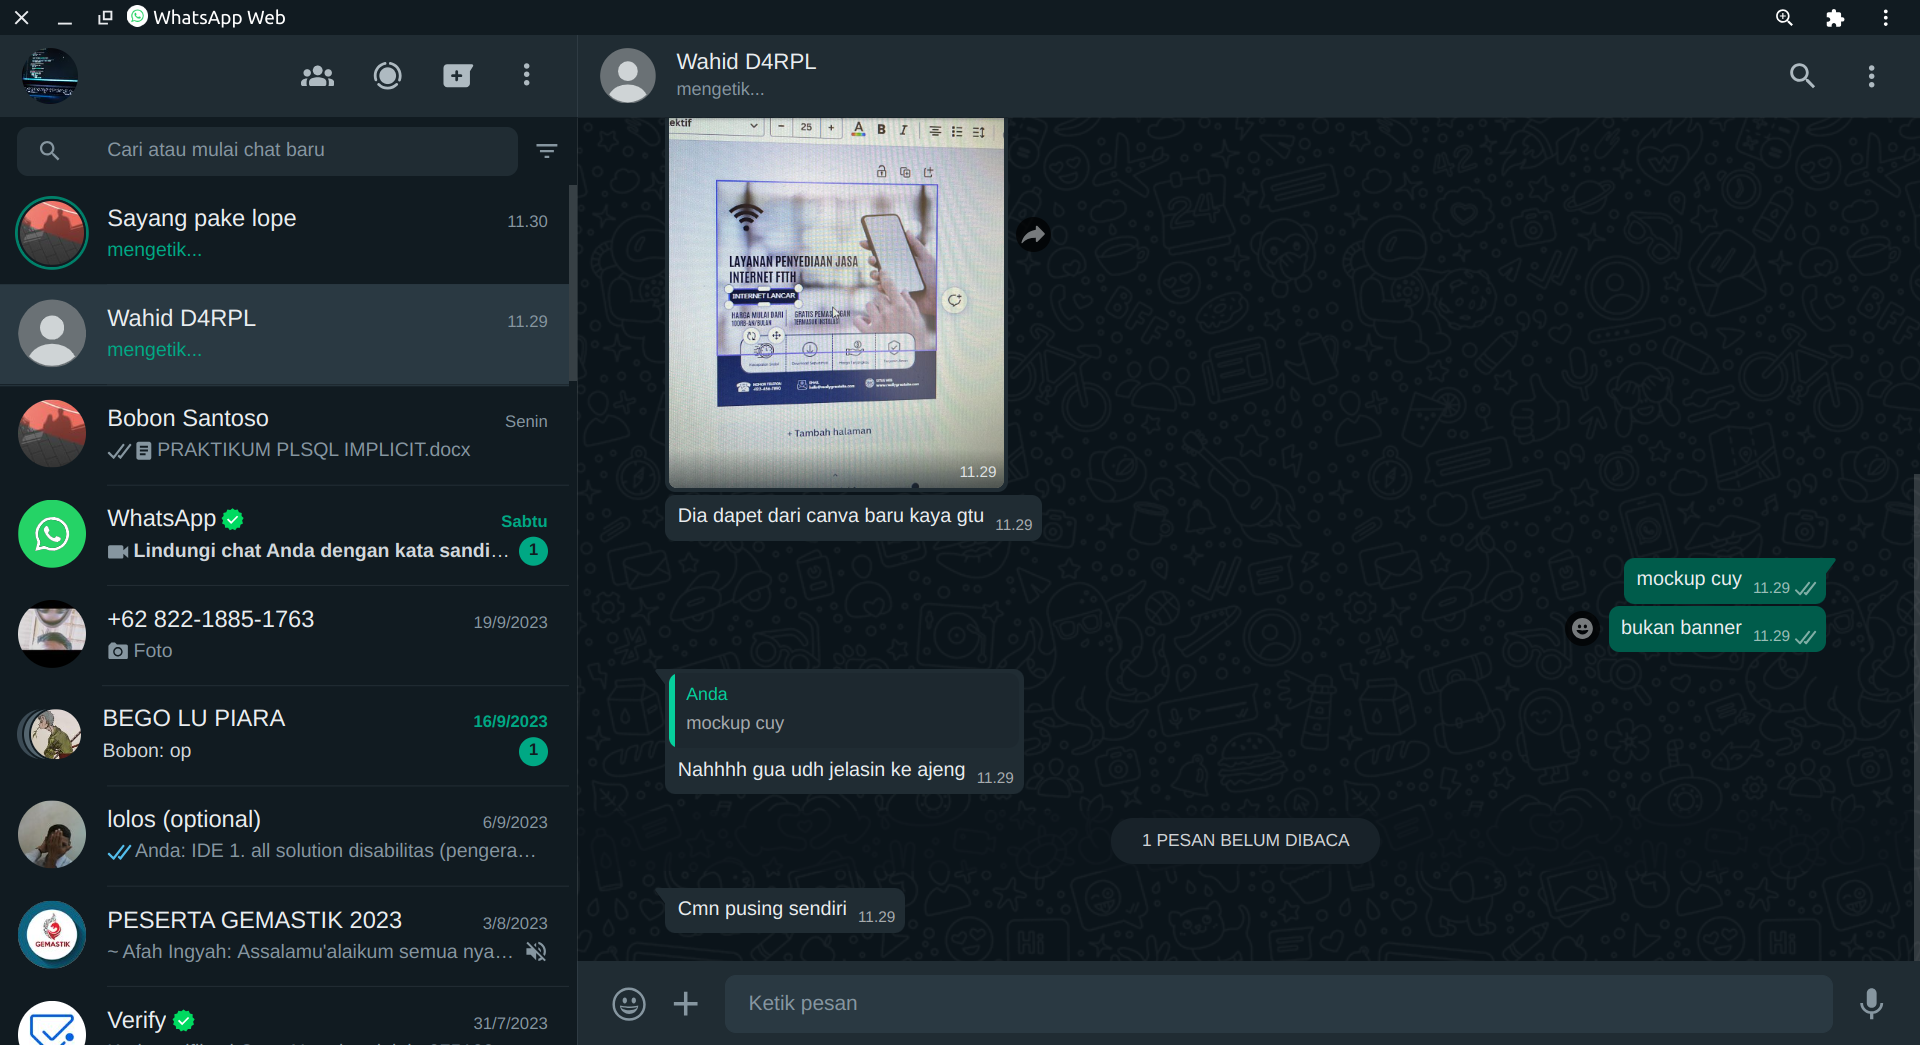 WhatsApp Web
Cari atau mulai chat baru
Sayang pake lope
11.30
mengetik...
Wahid D4RPL
11.29
mengetik...
Bobon Santoso
Senin
PRAKTIKUM PLSQL IMPLICIT.docx
WhatsApp
Sabtu
Lindungi chat Anda dengan kata sandi...
1
+62 822-1885-1763
19/9/2023
Foto
BEGO LU PIARA
16/9/2023
Bobon: op
1
lolos (optional)
6/9/2023
Anda: IDE 1. all solution disabilitas (pengera...
PESERTA GEMASTIK 2023
3/8/2023
~ Afah Ingyah: Assalamu'alaikum semua nya...
GEMASTIK
Verify
31/7/2023
Wahid D4RPL
mengetik...
ektif
25
A B I
LAYANAN PENYEDIAAN JASA
INTERNET FTTH
INTERNET LANCAR
HARGA MULAI DARI
+ Tambah halaman
11.29
Dia dapet dari canva baru kaya gtu 11.29
mockup cuy 11.29
bukan banner 11.29
Anda
mockup cuy
Nahhhh gua udh jelasin ke ajeng 11.29
1 PESAN BELUM DIBACA
Cmn pusing sendiri 11.29
Ketik pesan